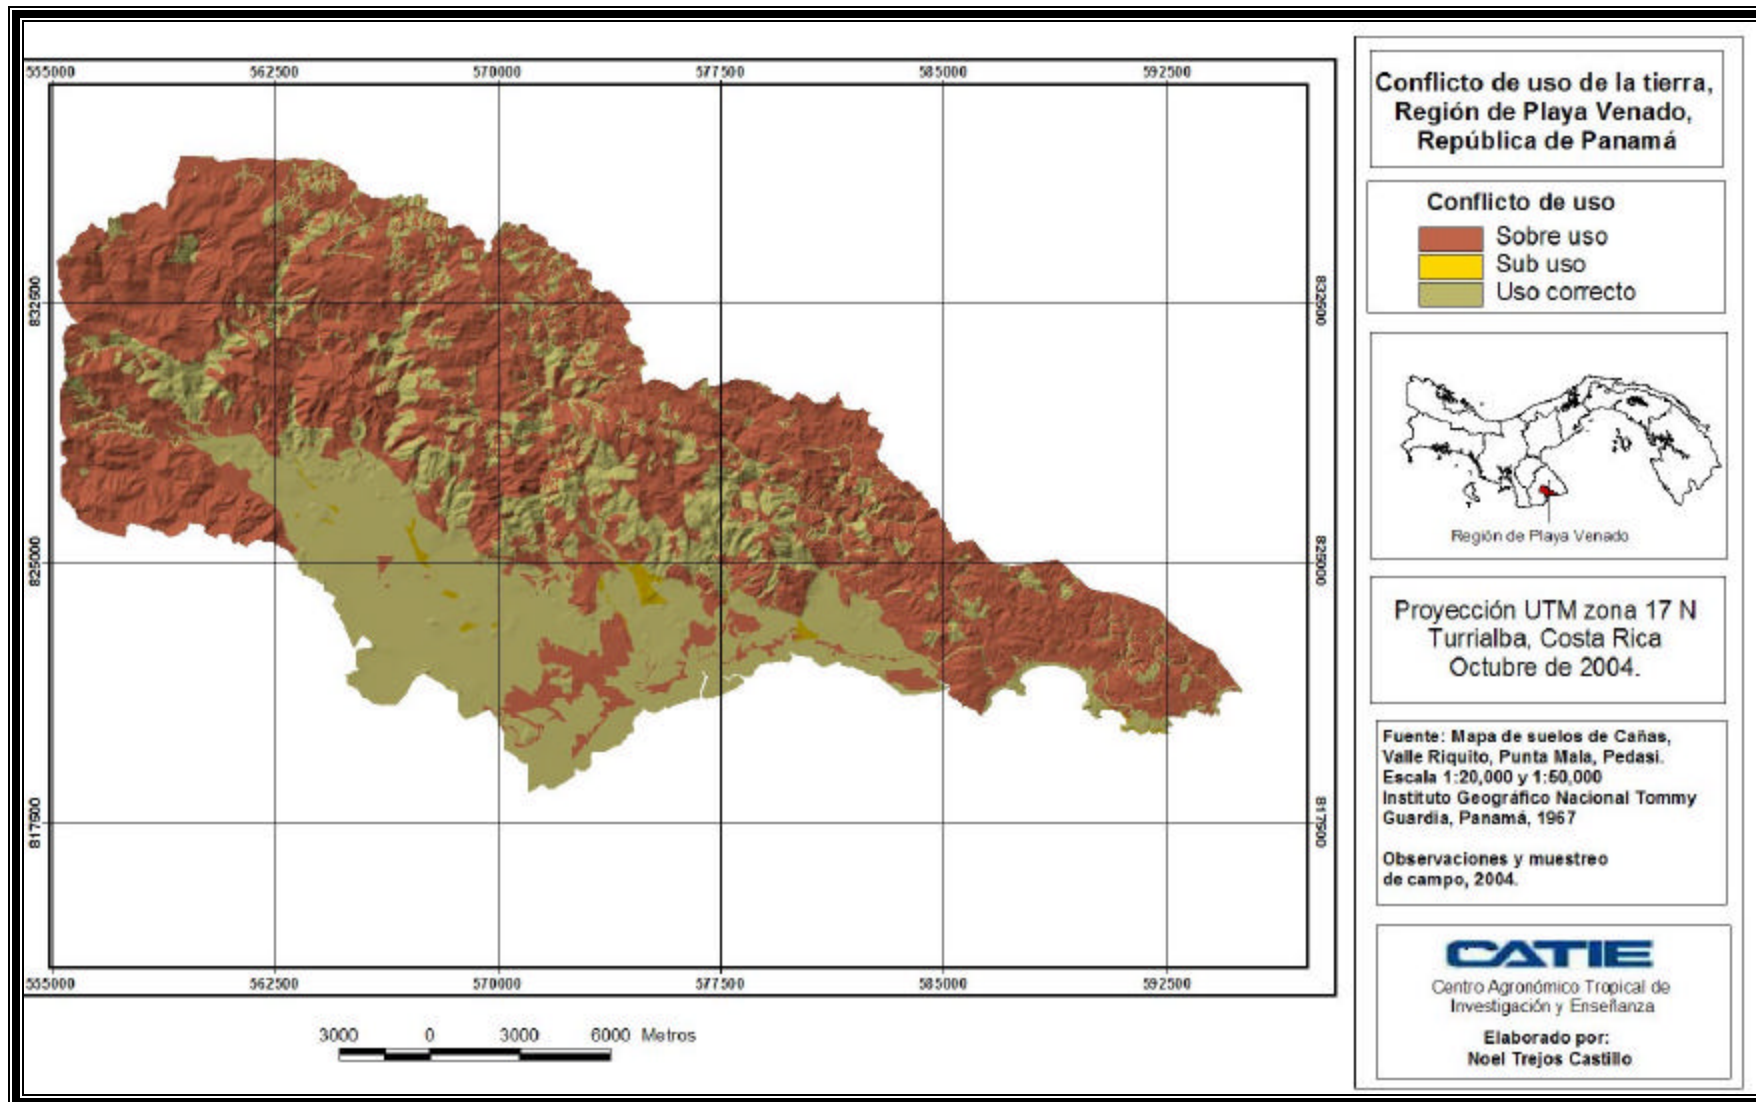 555000 562500 570000 577500 585000 592500
832500 832500
825000 825000
817500 817500
555000 562500 570000 577500 585000 592500
3000 0 3000 6000 Metros
Conflicto de uso de la tierra,
Región de Playa Venado,
República de Panamá
Conflicto de uso
Sobre uso
Sub uso
Uso correcto
Región de Playa Venado
Proyección UTM zona 17 N
Turrialba, Costa Rica
Octubre de 2004.
Fuente: Mapa de suelos de Cañas,
Valle Riquito, Punta Mala, Pedasi.
Escala 1:20,000 y 1:50,000
Instituto Geográfico Nacional Tommy
Guardia, Panamá, 1967
Observaciones y muestreo
de campo, 2004.
CATIE
Centro Agronómico Tropical de
Investigación y Enseñanza
Elaborado por:
Noel Trejos Castillo